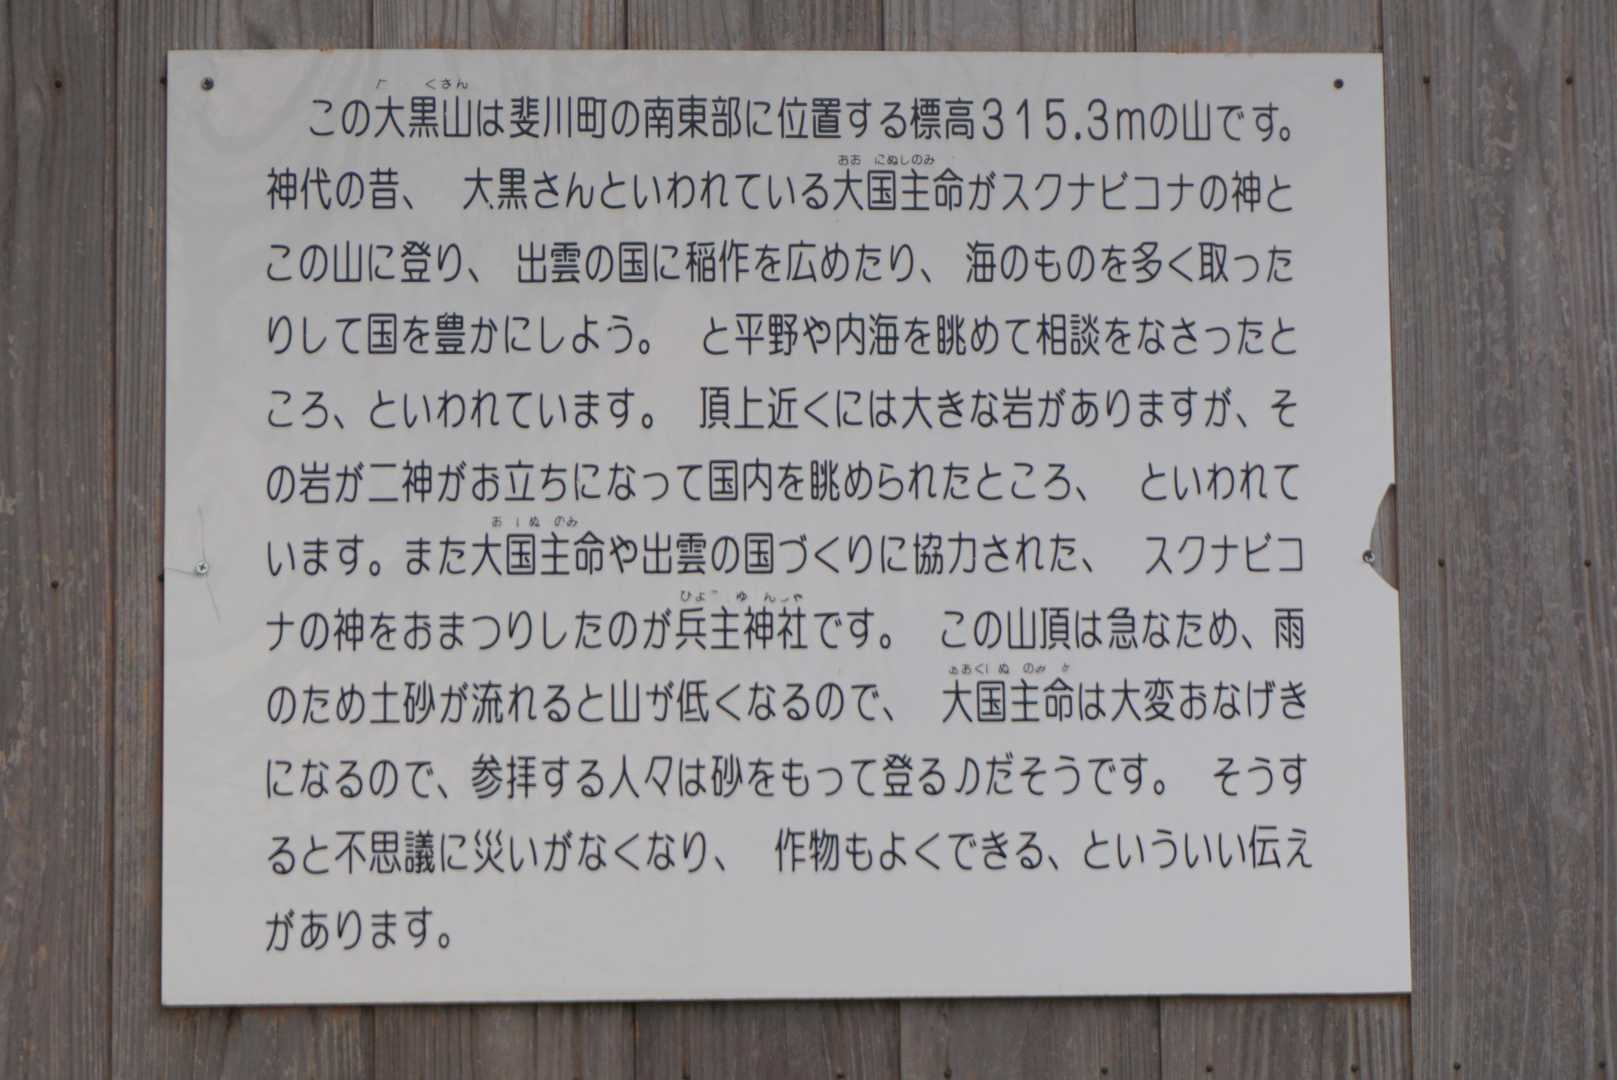 この大黒山は斐川町の南東部に位置する標高315.3mの山です。
神代の昔、 大黒さんといわれている大国主命がスクナビコナの神と
この山に登り、 出雲の国に稲作を広めたり、 海のものを多く取った
りして国を豊かにしよう。 と平野や内海を眺めて相談をなさったと
ころ、といわれています。 頂上近くには大きな岩がありますが、そ
の岩が二神がお立ちになって国内を眺められたところ、 といわれて
います。また大国主命や出雲の国づくりに協力された、 スクナビコ
ナの神をおまつりしたのが兵主神社です。 この山頂は急なため、雨
のため土砂が流れると山が低くなるので、 大国主命は大変おなげき
になるので、参拝する人々は砂をもって登るのだそうです。 そうす
ると不思議に災いがなくなり、 作物もよくできる、といういい伝え
があります。